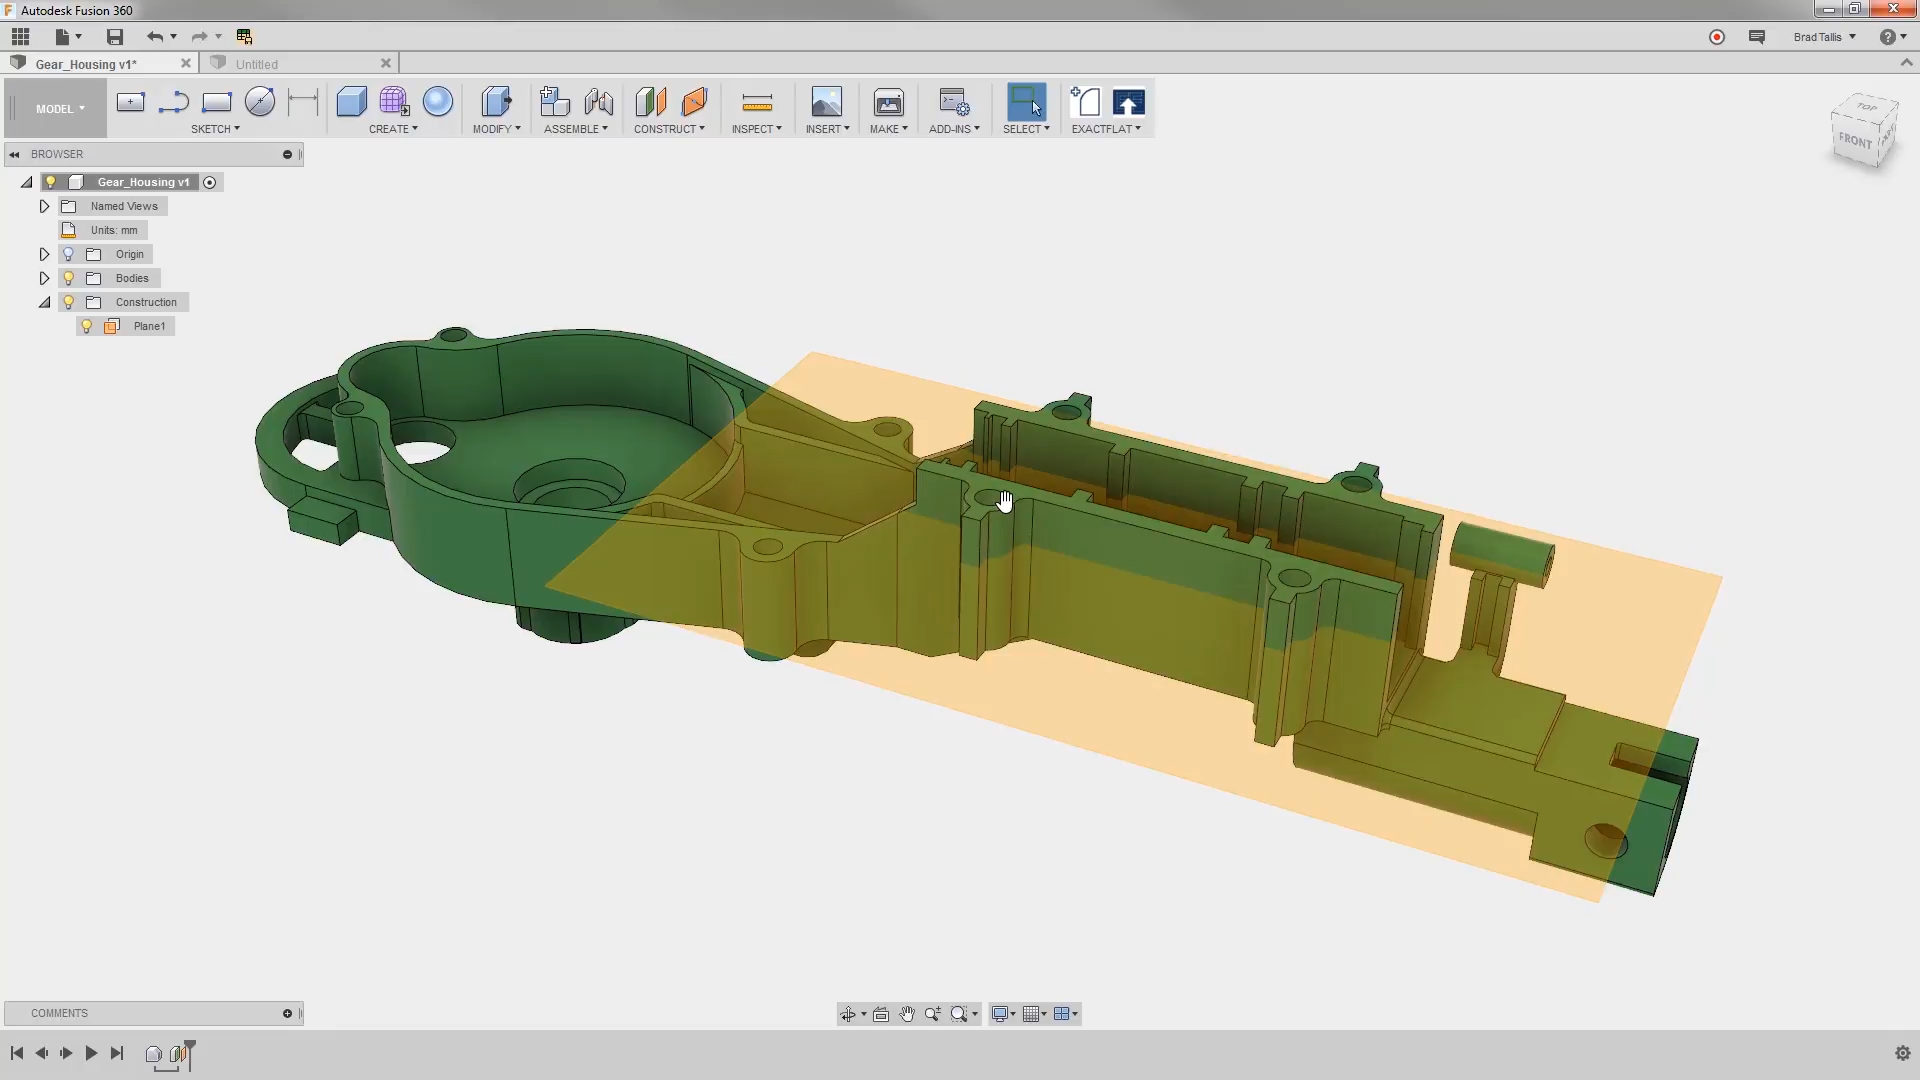 Autodesk Fusion 360
Brad Tallis
Gear_Housing v1*
Untitled
MODEL
SKETCH
CREATE
MODIFY
ASSEMBLE
CONSTRUCT
INSPECT
INSERT
MAKE
ADD-INS
SELECT
EXACTFLAT
TOP
FRONT
BROWSER
Gear_Housing v1
Named Views
Units: mm
Origin
Bodies
Construction
Plane1
COMMENTS